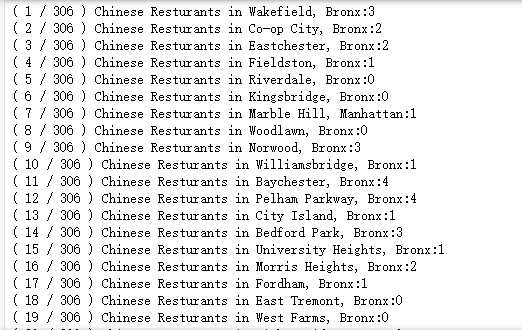 ( 1 / 306 ) Chinese Resturants in Wakefield, Bronx:3
( 2 / 306 ) Chinese Resturants in Co-op City, Bronx:2
( 3 / 306 ) Chinese Resturants in Eastchester, Bronx:2
( 4 / 306 ) Chinese Resturants in Fieldston, Bronx:1
( 5 / 306 ) Chinese Resturants in Riverdale, Bronx:0
( 6 / 306 ) Chinese Resturants in Kingsbridge, Bronx:0
( 7 / 306 ) Chinese Resturants in Marble Hill, Manhattan:1
( 8 / 306 ) Chinese Resturants in Woodlawn, Bronx:0
( 9 / 306 ) Chinese Resturants in Norwood, Bronx:3
( 10 / 306 ) Chinese Resturants in Williamsbridge, Bronx:1
( 11 / 306 ) Chinese Resturants in Baychester, Bronx:4
( 12 / 306 ) Chinese Resturants in Pelham Parkway, Bronx:4
( 13 / 306 ) Chinese Resturants in City Island, Bronx:1
( 14 / 306 ) Chinese Resturants in Bedford Park, Bronx:3
( 15 / 306 ) Chinese Resturants in University Heights, Bronx:1
( 16 / 306 ) Chinese Resturants in Morris Heights, Bronx:2
( 17 / 306 ) Chinese Resturants in Fordham, Bronx:1
( 18 / 306 ) Chinese Resturants in East Tremont, Bronx:0
( 19 / 306 ) Chinese Resturants in West Farms, Bronx:0